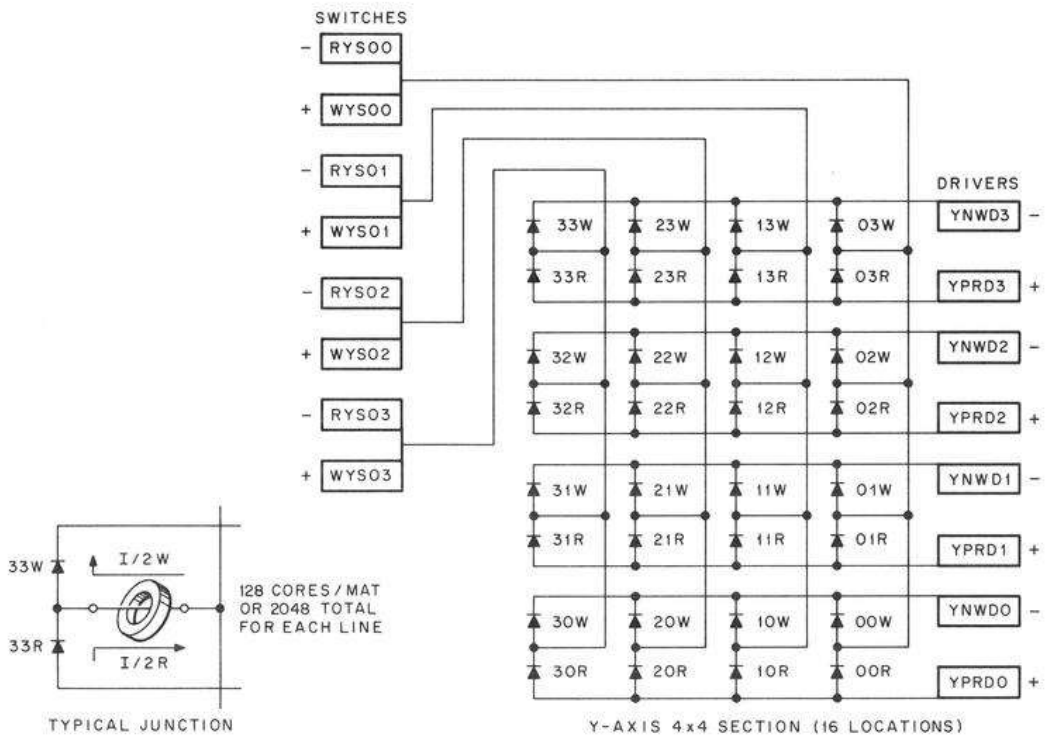 SWITCHES
- RYS00
+ WYS00
- RYS01
+ WYS01
- RYS02
+ WYS02
- RYS03
+ WYS03
DRIVERS
33W 23W 13W 03W YNWD3 -
33R 23R 13R 03R YPRD3 +
32W 22W 12W 02W YNWD2 -
32R 22R 12R 02R YPRD2 +
31W 21W 11W 01W YNWD1 -
31R 21R 11R 01R YPRD1 +
30W 20W 10W 00W YNWD0 -
30R 20R 10R 00R YPRD0 +
Y-AXIS 4x4 SECTION (16 LOCATIONS)
33W I/2W
33R I/2R
128 CORES/MAT
OR 2048 TOTAL
FOR EACH LINE
TYPICAL JUNCTION